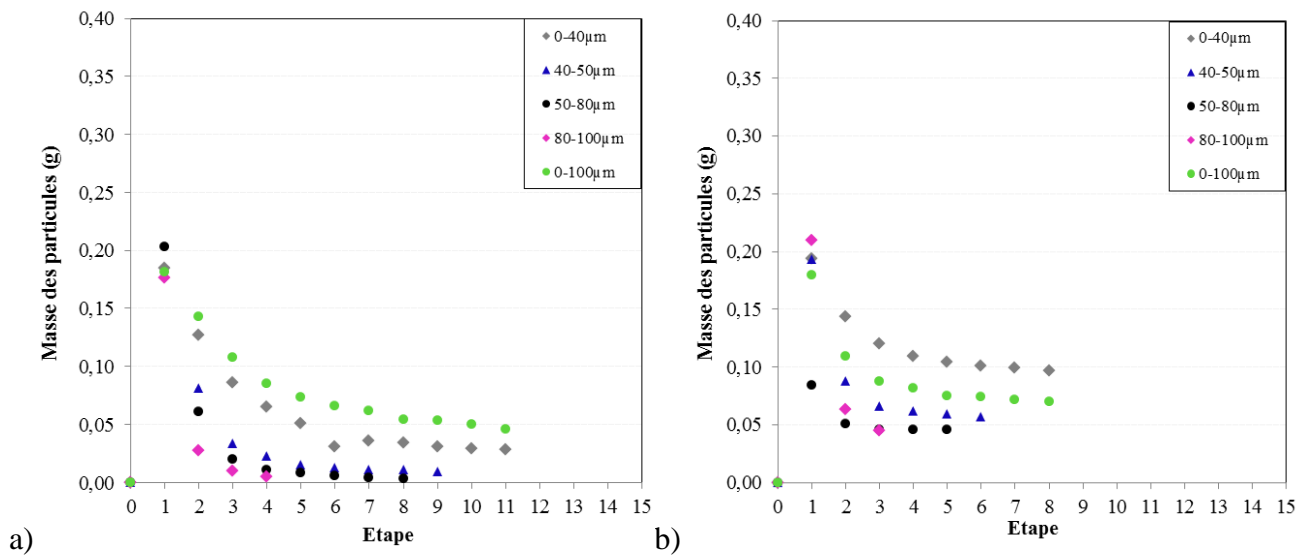 0,40
0,35
0,30
0,25
0,20
0,15
0,10
0,05
0,00
Masse des particules (g)
0 1 2 3 4 5 6 7 8 9 10 11 12 13 14 15
Etape
0-40µm
40-50µm
50-80µm
80-100µm
0-100µm
a)
0,40
0,35
0,30
0,25
0,20
0,15
0,10
0,05
0,00
Masse des particules (g)
0 1 2 3 4 5 6 7 8 9 10 11 12 13 14 15
Etape
0-40µm
40-50µm
50-80µm
80-100µm
0-100µm
b)